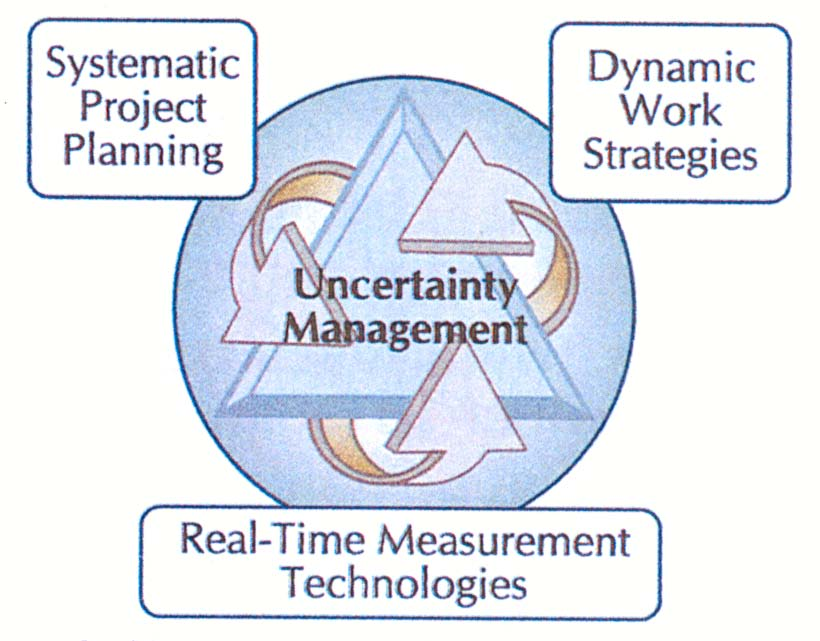 Systematic
Project
Planning
Dynamic
Work
Strategies
Uncertainty
Management
Real-Time Measurement
Technologies